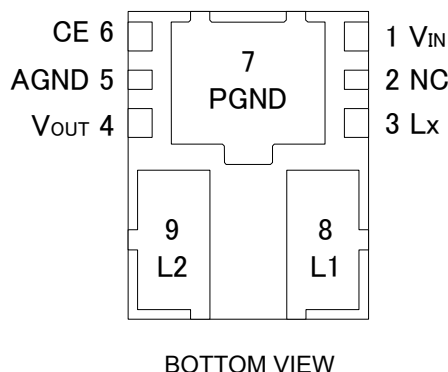 CE 6
7
PGND
1 VIN
AGND 5
2 NC
VOUT 4
3 Lx
9
L2
8
L1
BOTTOM VIEW